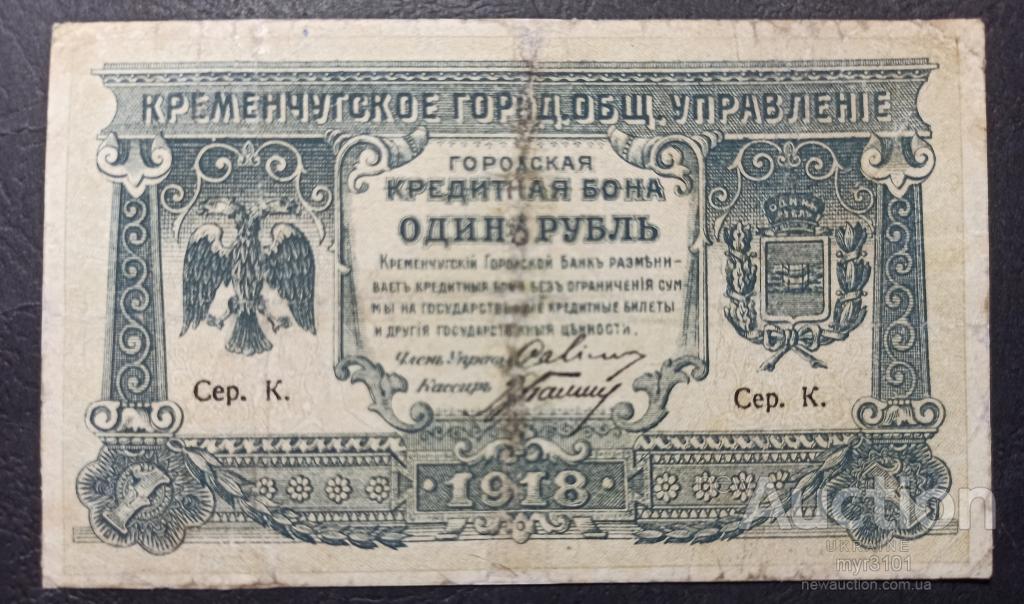 КРЕМЕНЧУГСКОЕ ГОРОД.ОБЩ.УПРАВЛЕНІЕ
ГОРОДСКАЯ
КРЕДИТНАЯ БОНА
ОДИНЪ РУБЛЬ
КРЕМЕНЧУГСКІЙ ГОРОДСКОЙ БАНКЪ РАЗМѢНИ-
ВАЕТЪ КРЕДИТНЫЯ БОНЫ БЕЗЪ ОГРАНИЧЕНІЯ СУМ
МЫ НА ГОСУДАРСТВЕННЫЕ КРЕДИТНЫЕ БИЛЕТЫ
И ДРУГІЯ ГОСУДАРСТВЕННЫЯ ЦѢННОСТИ.
Членъ Управы
Кассиръ
Сер. К.
Сер. К.
1
1
·1918·
Auction
UKRAINE
myr3101
newauction.com.ua